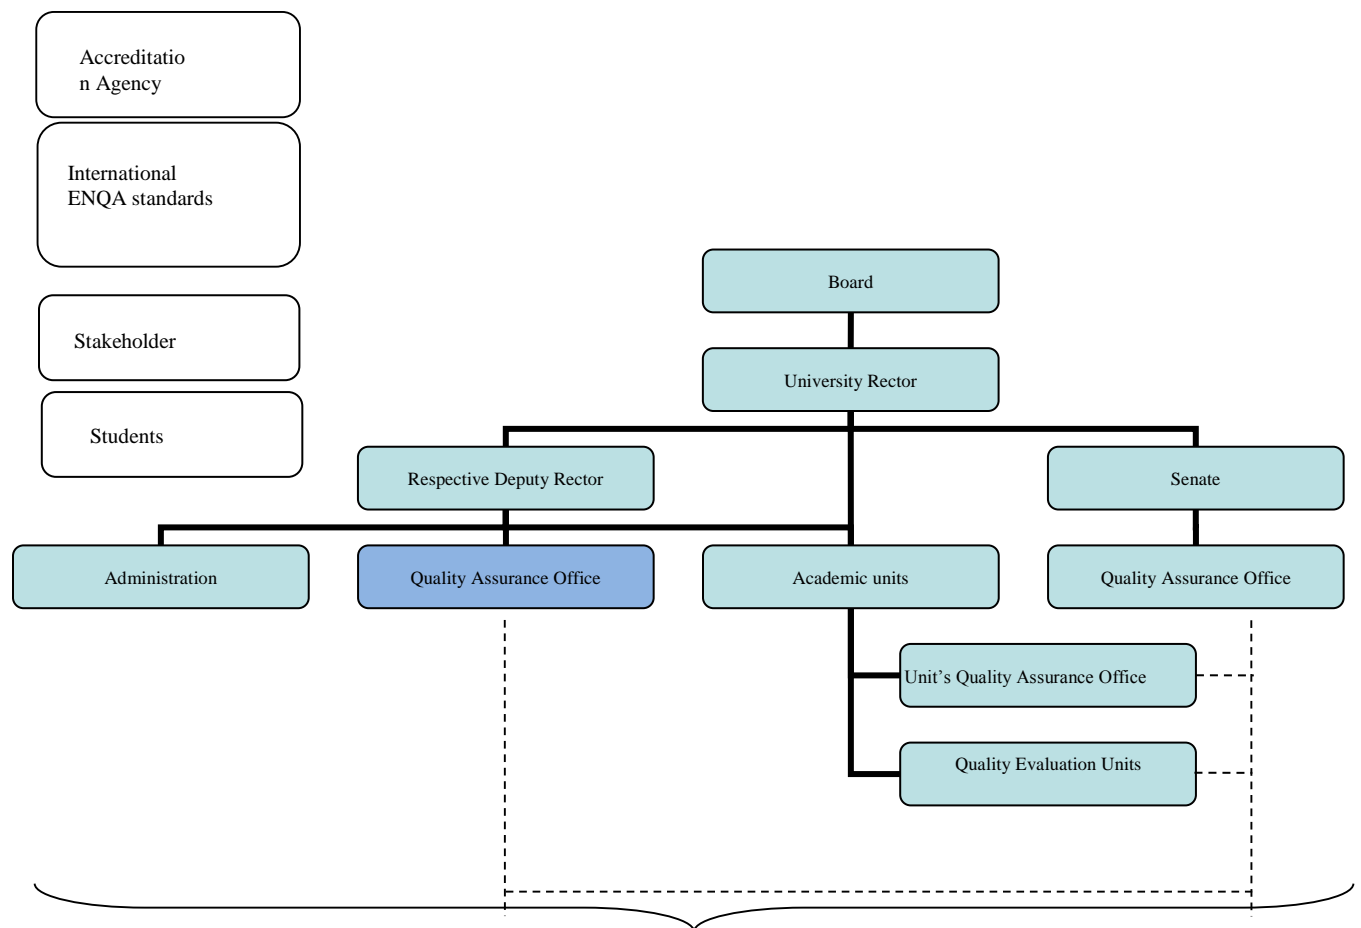 Accreditatio
n Agency
International
ENQA standards
Stakeholder
Students
Board
University Rector
Respective Deputy Rector
Senate
Administration
Quality Assurance Office
Academic units
Quality Assurance Office
Unit’s Quality Assurance Office
Quality Evaluation Units